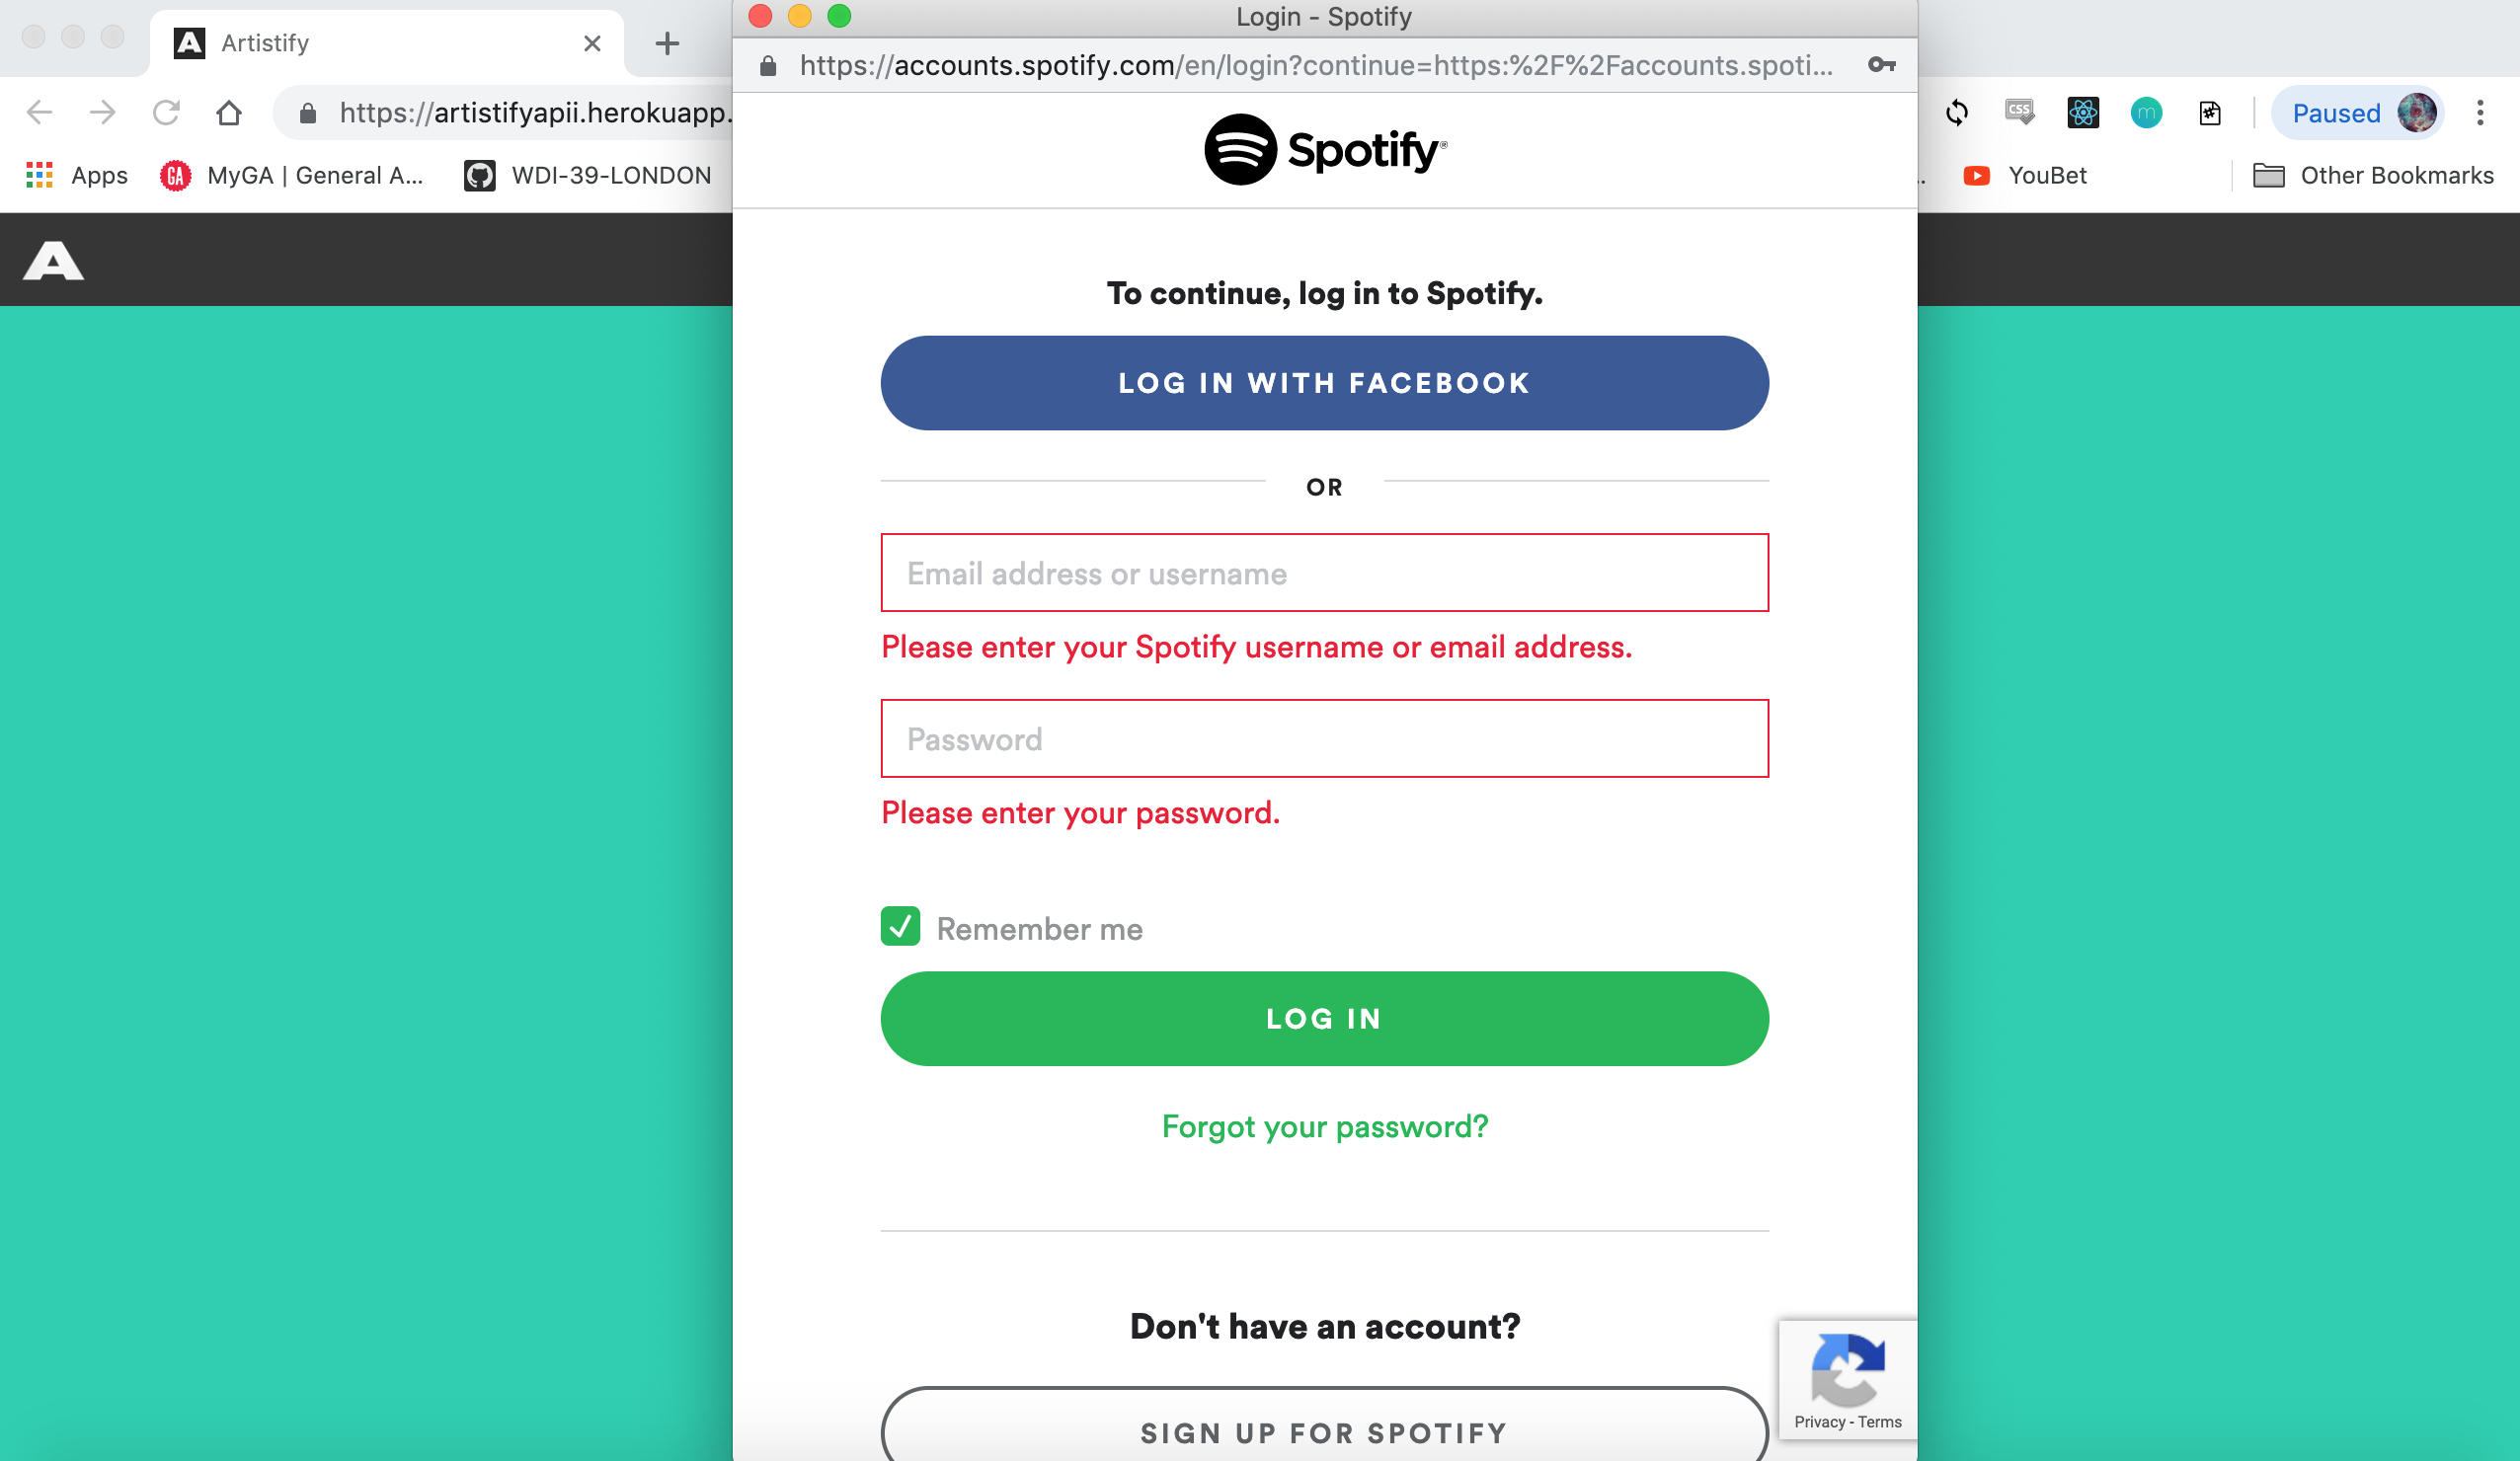 Artistify
Login - Spotify
https://accounts.spotify.com/en/login?continue=https:%2F%2Faccounts.spoti...
https://artistifyapii.herokuapp.
Paused
Apps
MyGA | General A...
WDI-39-LONDON
YouBet
Other Bookmarks
Spotify®
To continue, log in to Spotify.
LOG IN WITH FACEBOOK
OR
Email address or username
Please enter your Spotify username or email address.
Password
Please enter your password.
Remember me
LOG IN
Forgot your password?
Don't have an account?
SIGN UP FOR SPOTIFY
Privacy - Terms